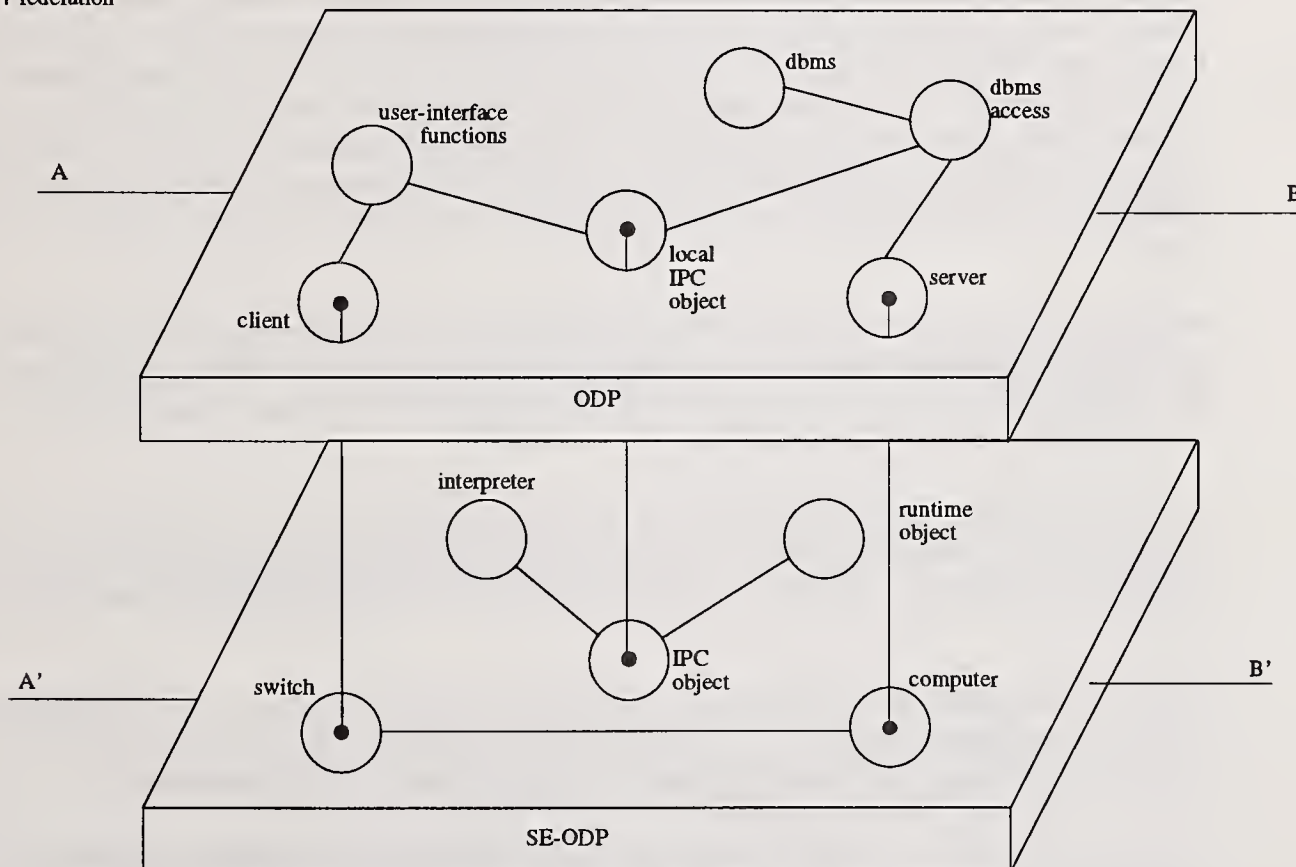 federation
dbms
dbms
access
user-interface
functions
A
B
local
IPC
object
server
client
ODP
interpreter
runtime
object
IPC
object
switch
computer
A'
B'
SE-ODP